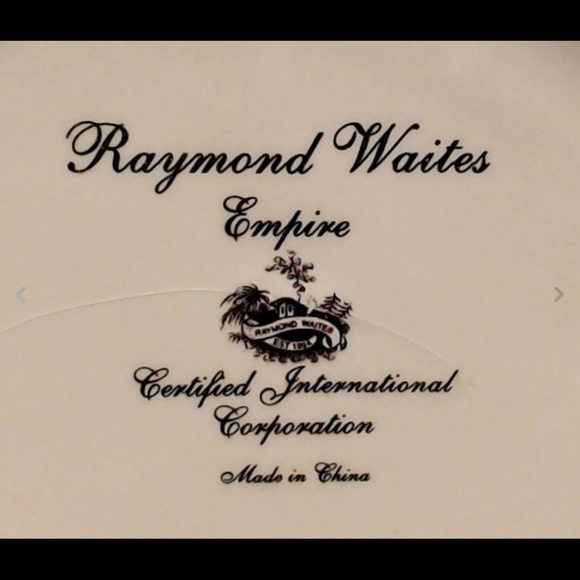 Raymond Waites
Empire
RAYMOND WAITES
Certified International
Corporation
Made in China